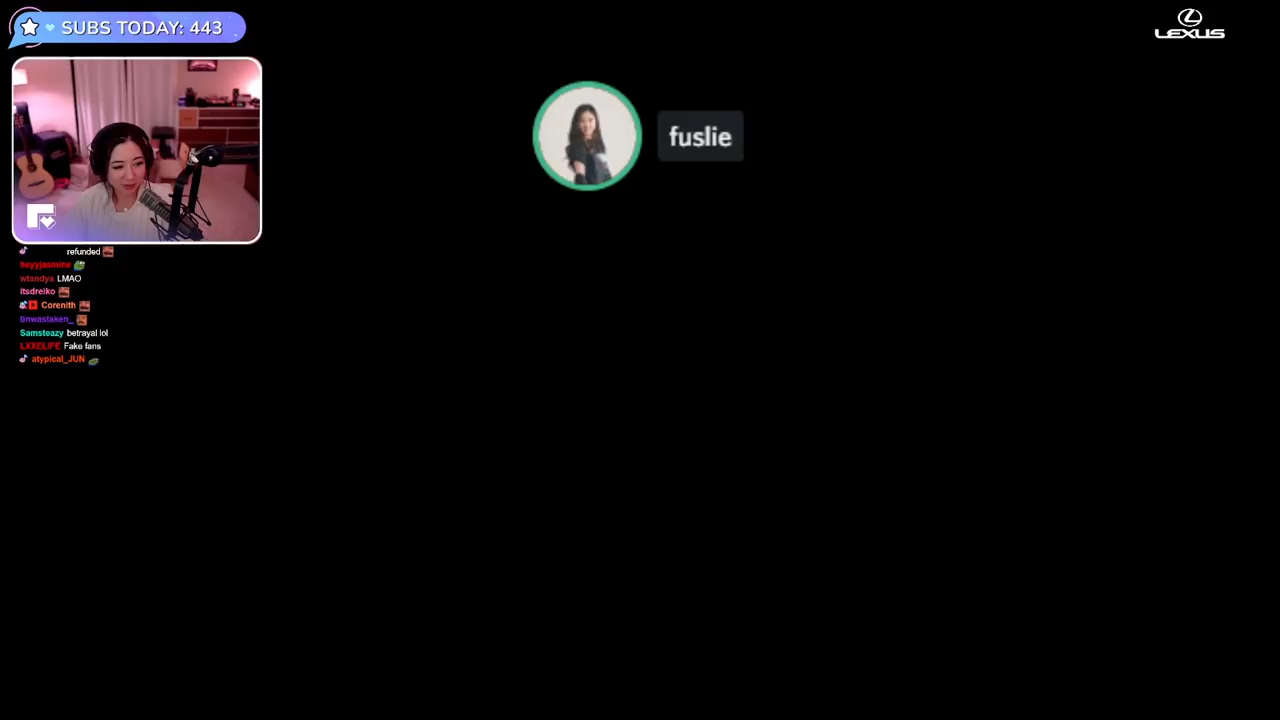 SUBS TODAY: 443
LEXUS
fuslie
refunded
heyyjasmine
wtandya LMAO
itsdreiko
Corenith
tinwastaken_
Samsteazy betrayal lol
LXXELIFE Fake fans
atypical_JUN